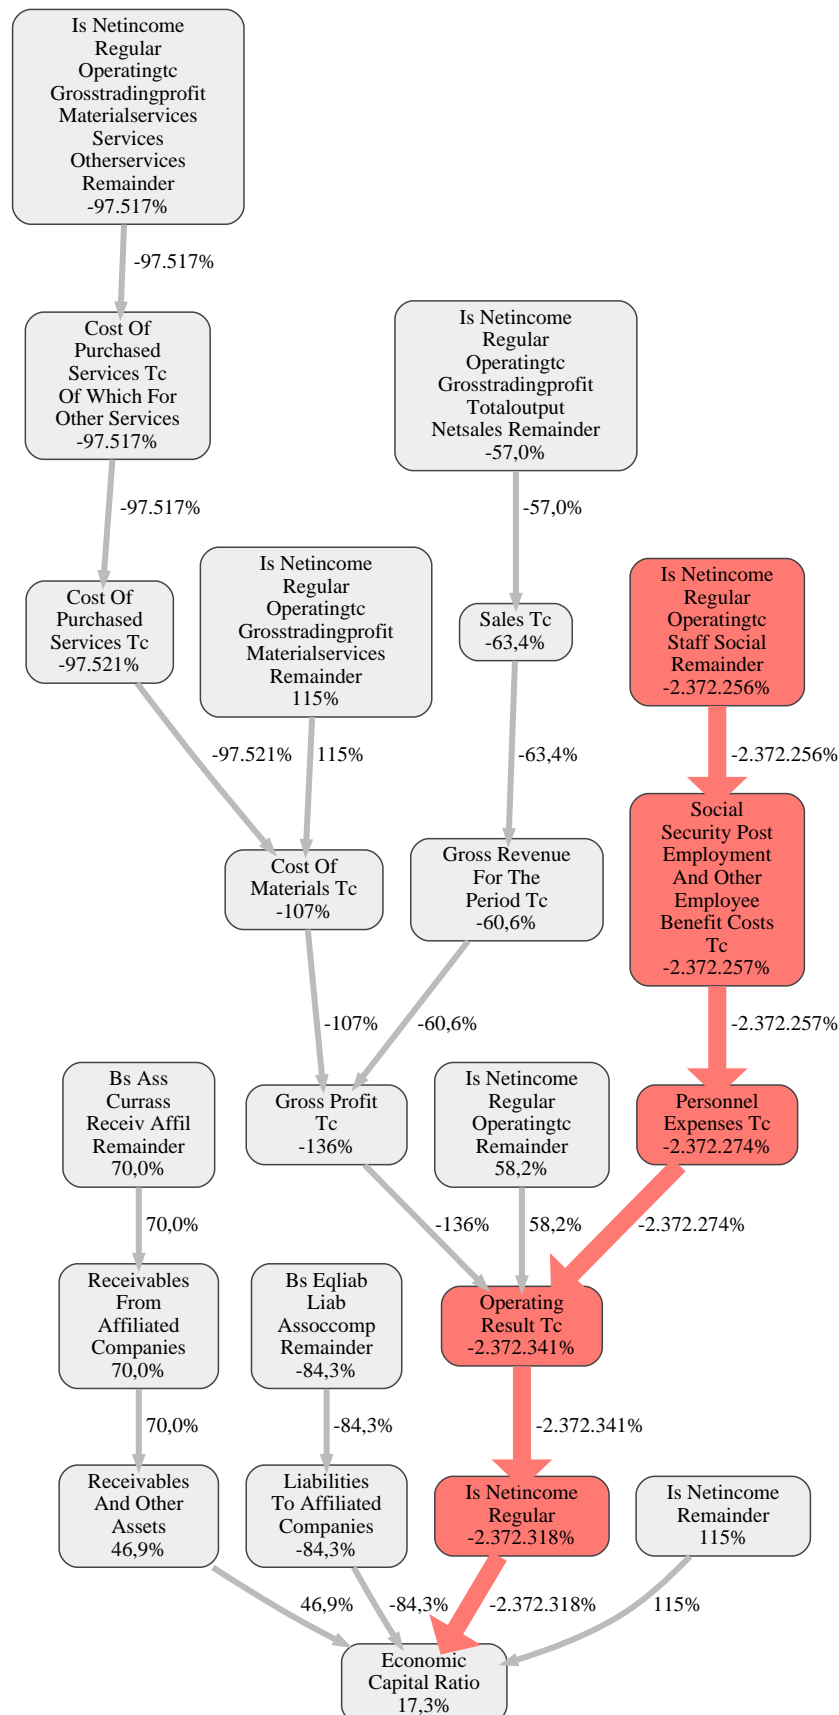 Is Netincome
Regular
Operatingtc
Grosstradingprofit
Materialservices
Services
Otherservices
Remainder
-97.517%
-97.517%
Cost Of
Purchased
Services Tc
Of Which For
Other Services
-97.517%
Is Netincome
Regular
Operatingtc
Grosstradingprofit
Totaloutput
Netsales Remainder
-57,0%
-97.517%
-57,0%
Cost Of
Purchased
Services Tc
-97.521%
Is Netincome
Regular
Operatingtc
Grosstradingprofit
Materialservices
Remainder
115%
Sales Tc
-63,4%
Is Netincome
Regular
Operatingtc
Staff Social
Remainder
-2.372.256%
-97.521%
115%
-63,4%
-2.372.256%
Cost Of
Materials Tc
-107%
Gross Revenue
For The
Period Tc
-60,6%
Social
Security Post
Employment
And Other
Employee
Benefit Costs
Tc
-2.372.257%
-107%
-60,6%
-2.372.257%
Bs Ass
Currass
Receiv Affil
Remainder
70,0%
Gross Profit
Tc
-136%
Is Netincome
Regular
Operatingtc
Remainder
58,2%
Personnel
Expenses Tc
-2.372.274%
70,0%
-136%
58,2%
-2.372.274%
Receivables
From
Affiliated
Companies
70,0%
Bs Eqliab
Liab
Assoccomp
Remainder
-84,3%
Operating
Result Tc
-2.372.341%
70,0%
-84,3%
-2.372.341%
Receivables
And Other
Assets
46,9%
Liabilities
To Affiliated
Companies
-84,3%
Is Netincome
Regular
-2.372.318%
Is Netincome
Remainder
115%
46,9%
-84,3%
-2.372.318%
115%
Economic
Capital Ratio
17,3%